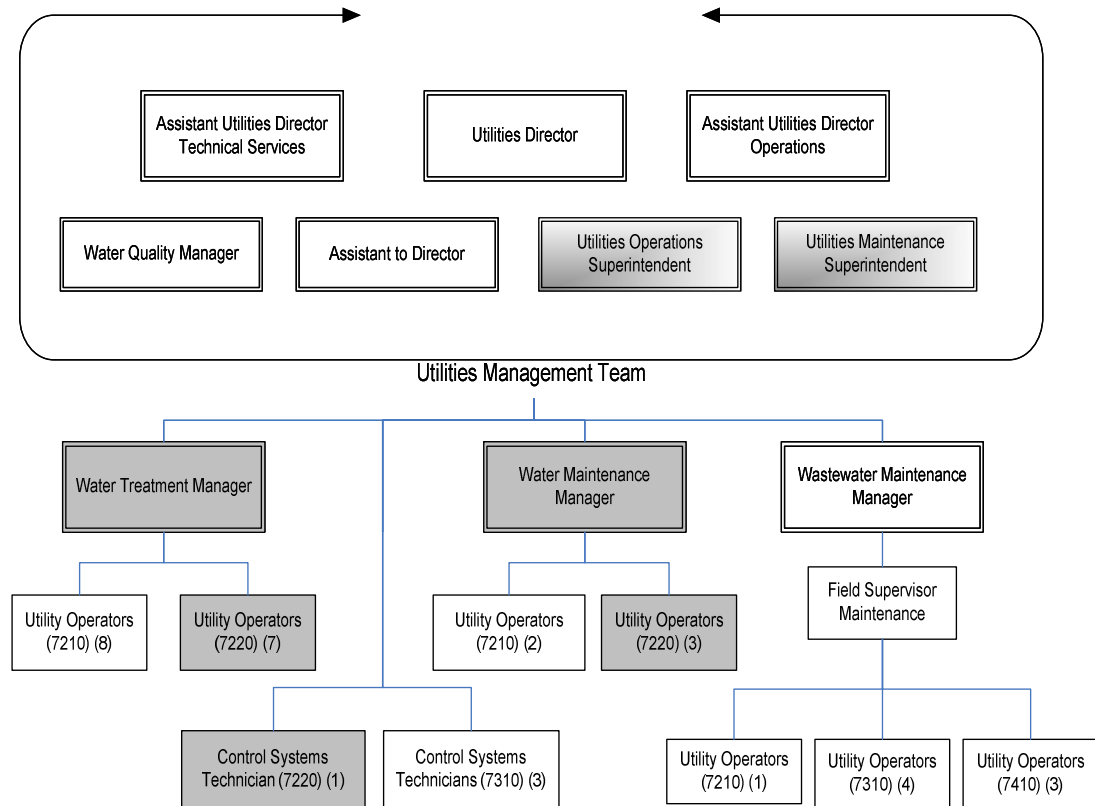 Assistant Utilities Director
Technical Services
Utilities Director
Assistant Utilities Director
Operations
Water Quality Manager
Assistant to Director
Utilities Operations
Superintendent
Utilities Maintenance
Superintendent
Utilities Management Team
Water Treatment Manager
Water Maintenance
Manager
Wastewater Maintenance
Manager
Utility Operators
(7210) (8)
Utility Operators
(7220) (7)
Utility Operators
(7210) (2)
Utility Operators
(7220) (3)
Field Supervisor
Maintenance
Control Systems
Technician (7220) (1)
Control Systems
Technicians (7310) (3)
Utility Operators
(7210) (1)
Utility Operators
(7310) (4)
Utility Operators
(7410) (3)